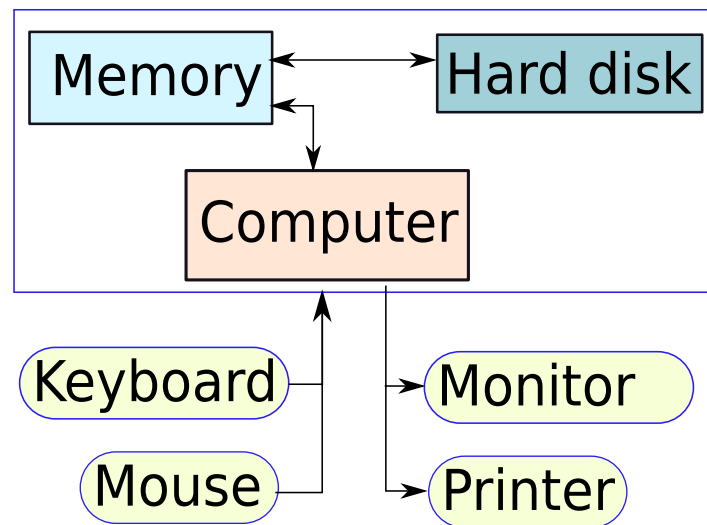 Memory
Hard disk
Computer
Keyboard
Monitor
Mouse
Printer